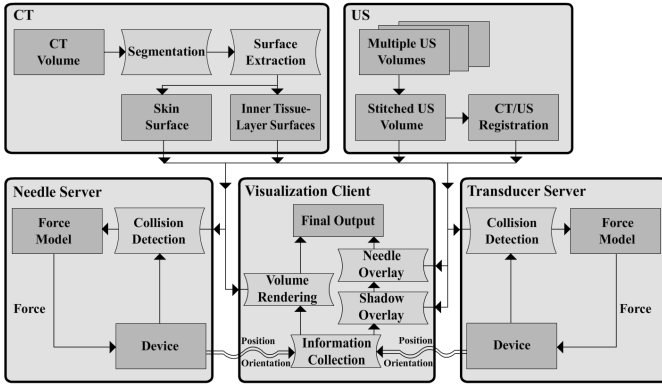 CT
CT
Volume
Segmentation
Surface
Extraction
Skin
Surface
Inner Tissue-
Layer Surfaces
US
Multiple US
Volumes
Stitched US
Volume
CT/US
Registration
Needle Server
Force
Model
Collision
Detection
Force
Device
Visualization Client
Final Output
Volume
Rendering
Needle
Overlay
Shadow
Overlay
Information
Collection
Position
Orientation
Position
Orientation
Transducer Server
Collision
Detection
Force
Model
Force
Device